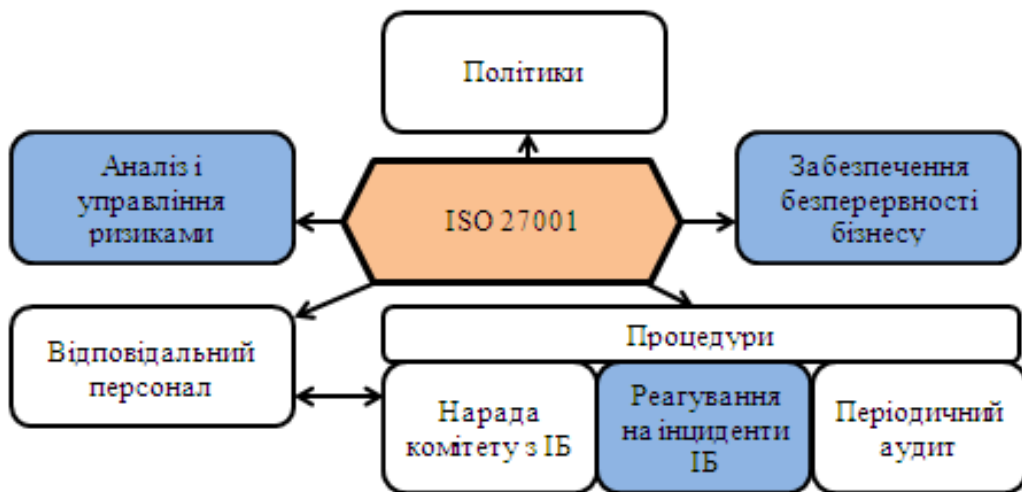 Політики
Аналіз і
управління
ризиками
ISO 27001
Забезпечення
безперервності
бізнесу
Відповідальний
персонал
Процедури
Нарада
комітету з ІБ
Реагування
на інциденти
ІБ
Періодичний
аудит